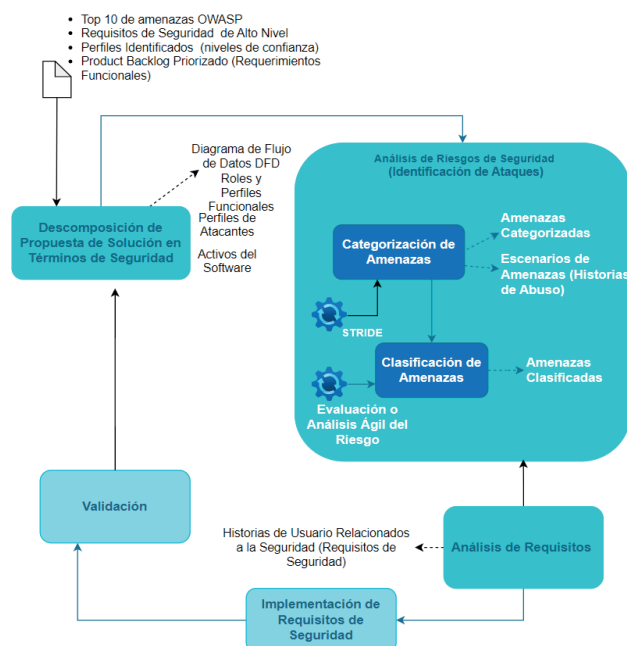 Top 10 de amenazas OWASP
Requisitos de Seguridad de Alto Nivel
Perfiles Identificados (niveles de confianza)
Product Backlog Priorizado (Requerimientos
Funcionales)
Diagrama de Flujo
de Datos DFD
Roles y
Perfiles
Funcionales
Perfiles de
Atacantes
Activos del
Software
Descomposición de
Propuesta de Solución en
Términos de Seguridad
Análisis de Riesgos de Seguridad
(Identificación de Ataques)
Categorización de
Amenazas
Amenazas
Categorizadas
Escenarios de
Amenazas (Historias
de Abuso)
STRIDE
Clasificación de
Amenazas
Amenazas
Clasificadas
Evaluación o
Análisis Ágil del
Riesgo
Validación
Historias de Usuario Relacionados
a la Seguridad (Requisitos de
Seguridad)
Análisis de Requisitos
Implementación de
Requisitos de
Seguridad